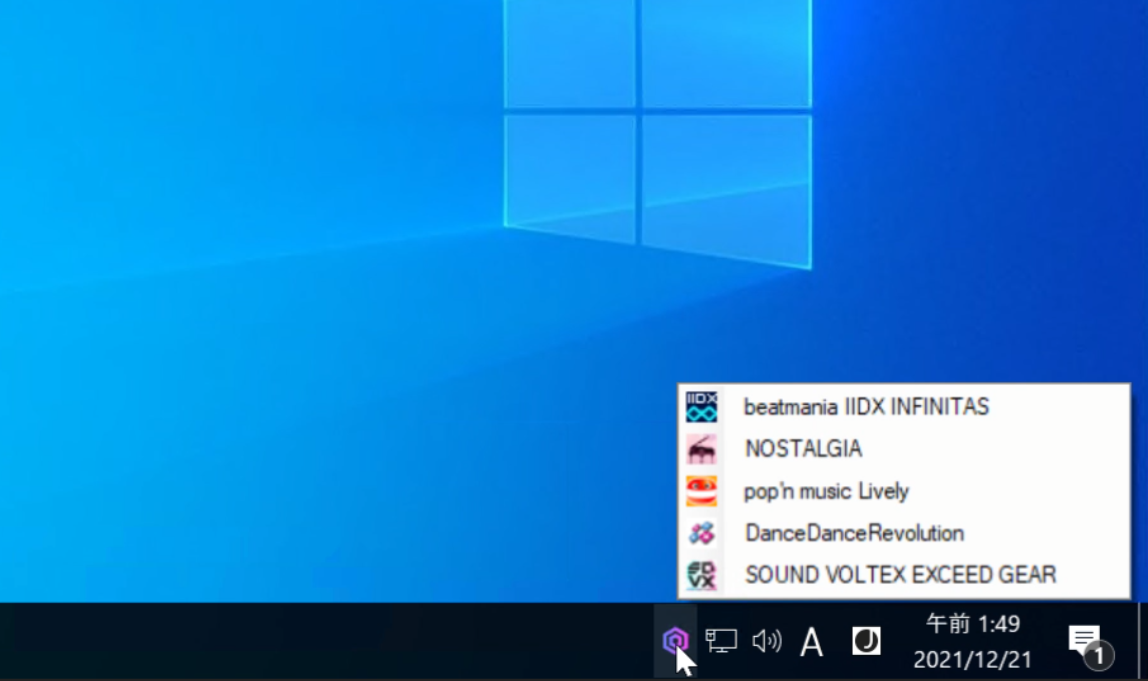 IIDX
beatmania IIDX INFINITAS
NOSTALGIA
pop'n music Lively
DanceDanceRevolution
SDVX
SOUND VOLTEX EXCEED GEAR
A
J
午前 1:49
2021/12/21
1